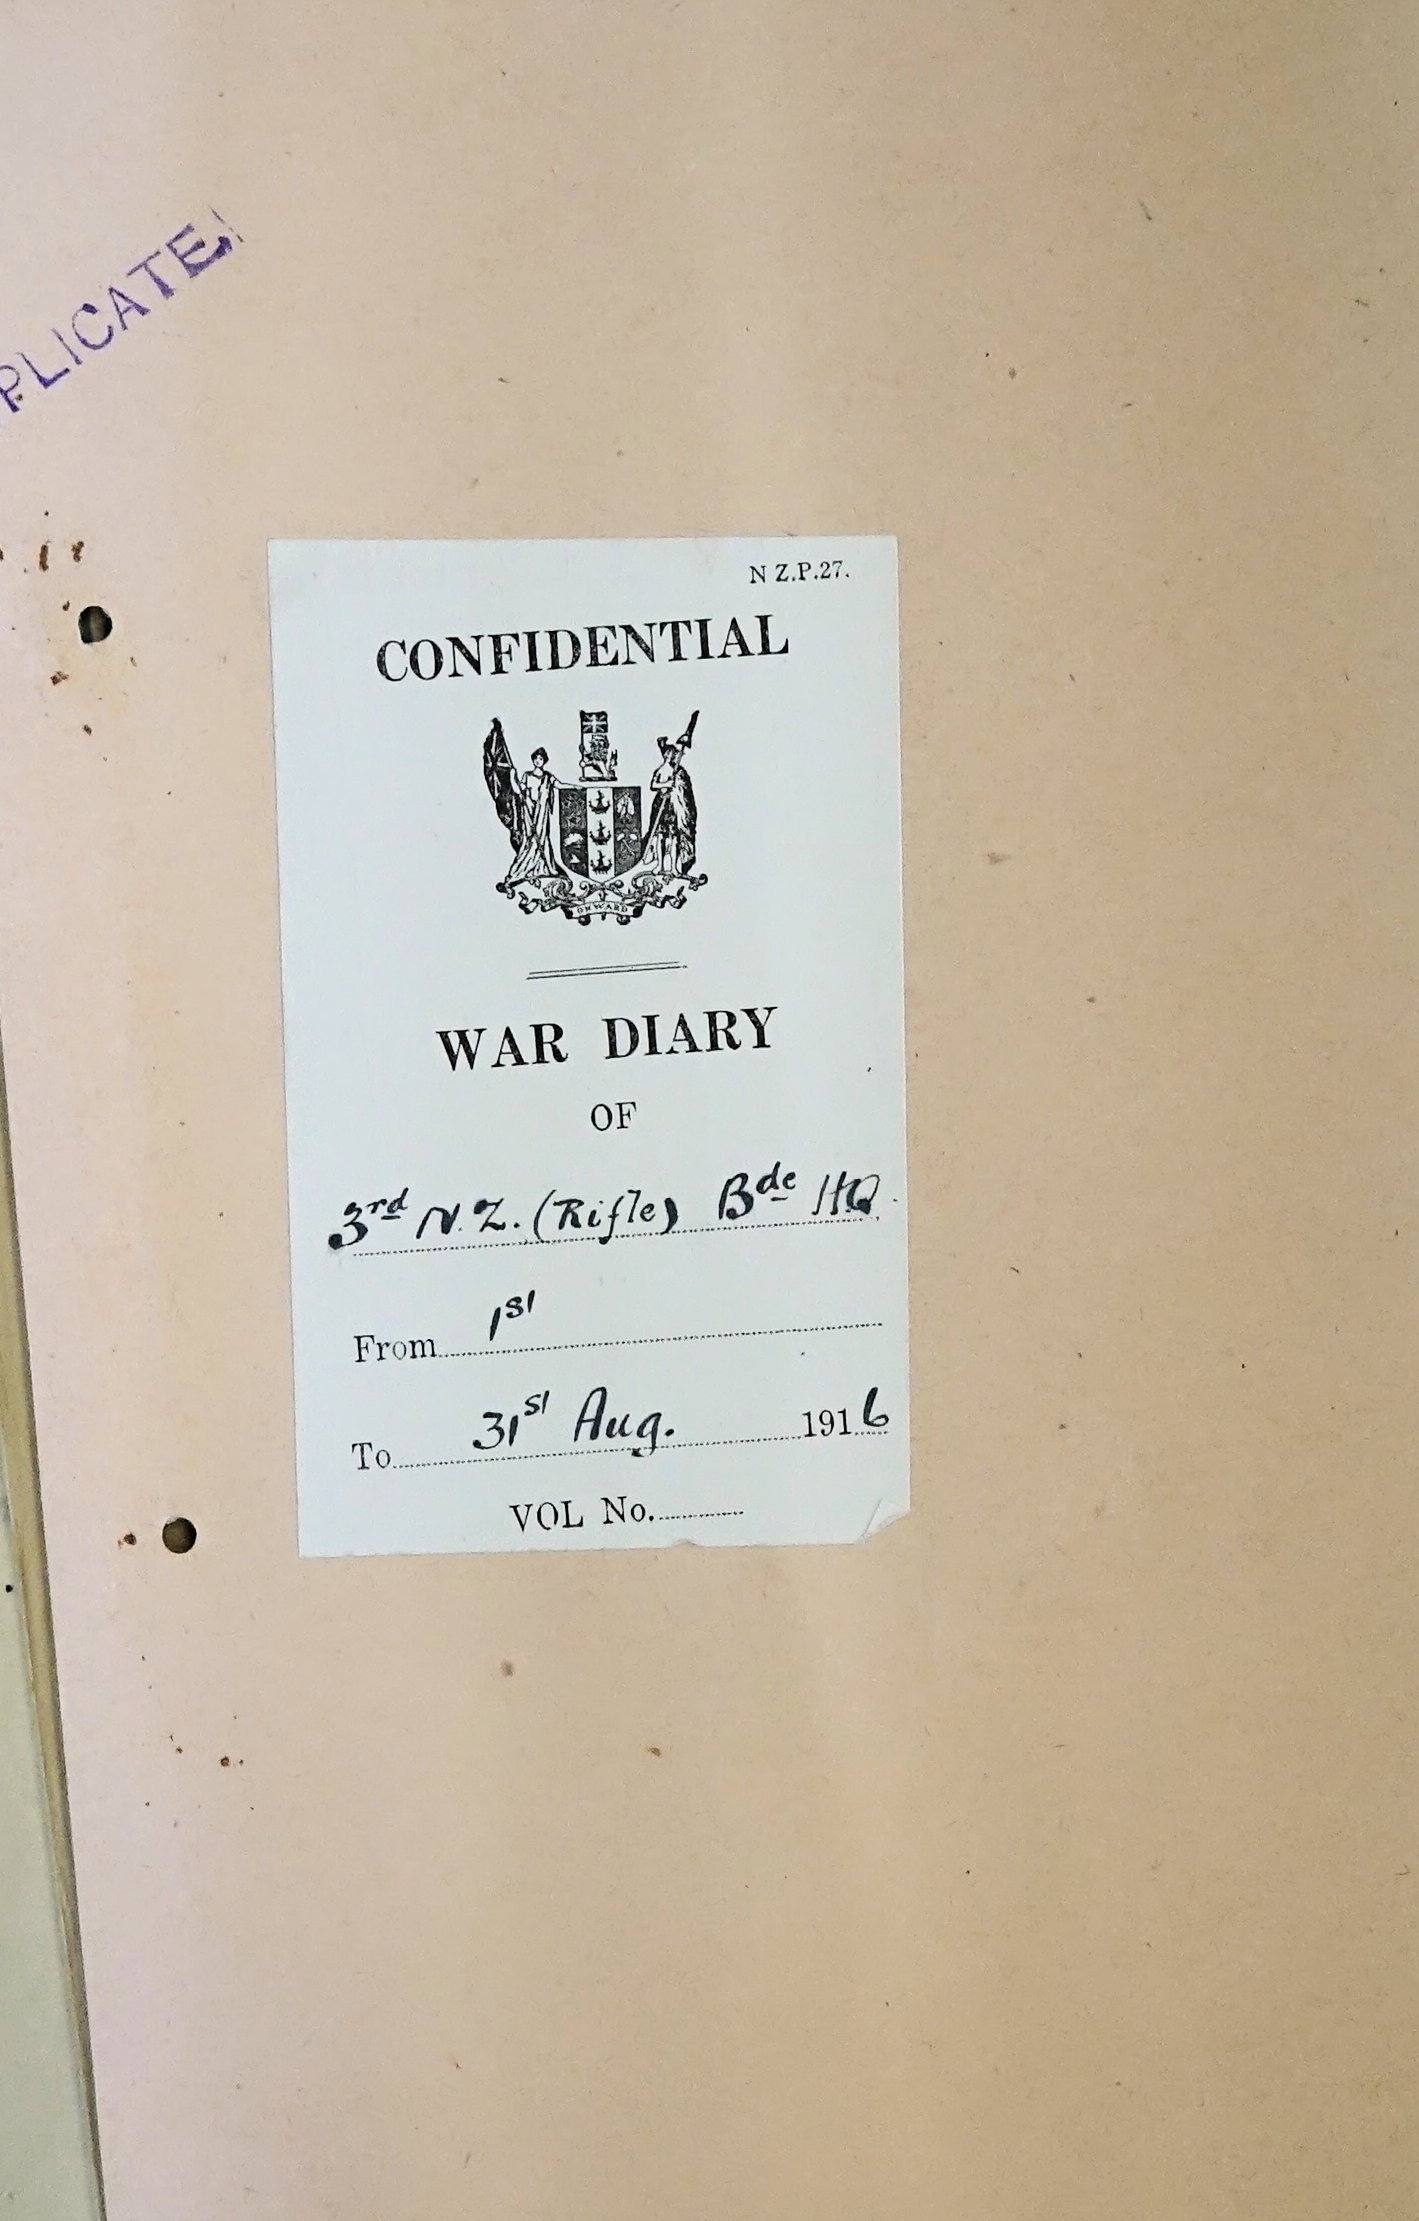 PLICATE
N Z.P.27.
CONFIDENTIAL
ONWARD
WAR DIARY
OF
3rd N.Z. (Rifle) Bde HQ.
From 1st
To 31st Aug. 1916
VOL No.